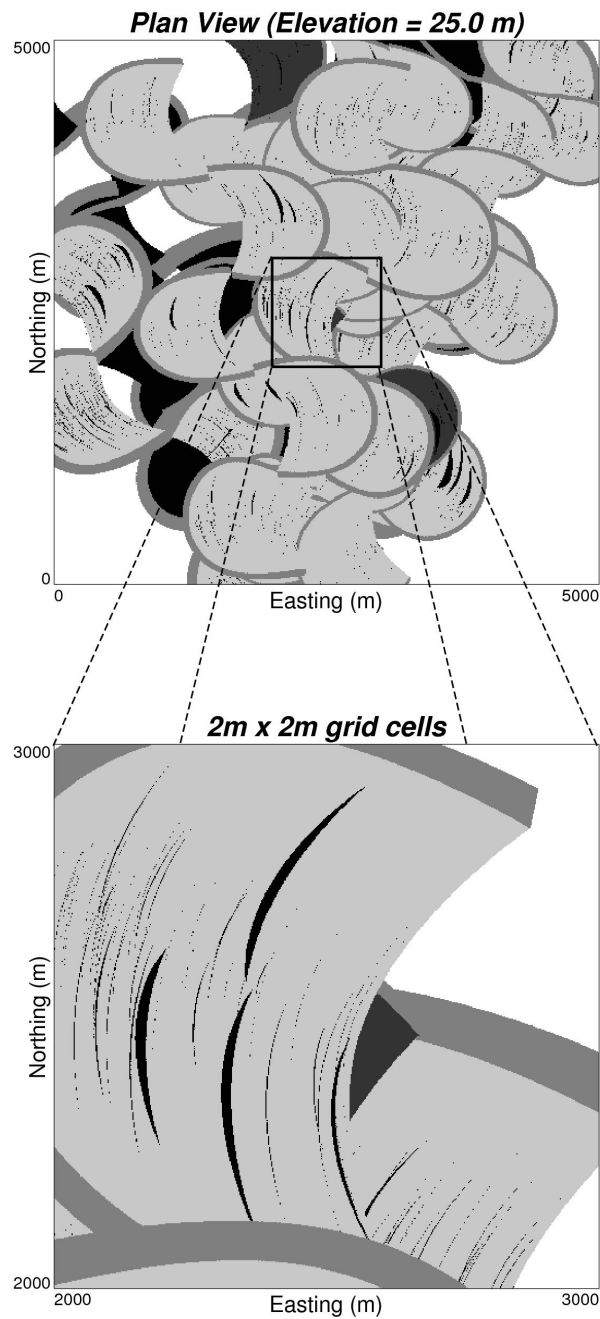 Plan View (Elevation = 25.0 m)
5000
Northing (m)
0
0
Easting (m)
5000
2m x 2m grid cells
3000
Northing (m)
2000
2000
Easting (m)
3000